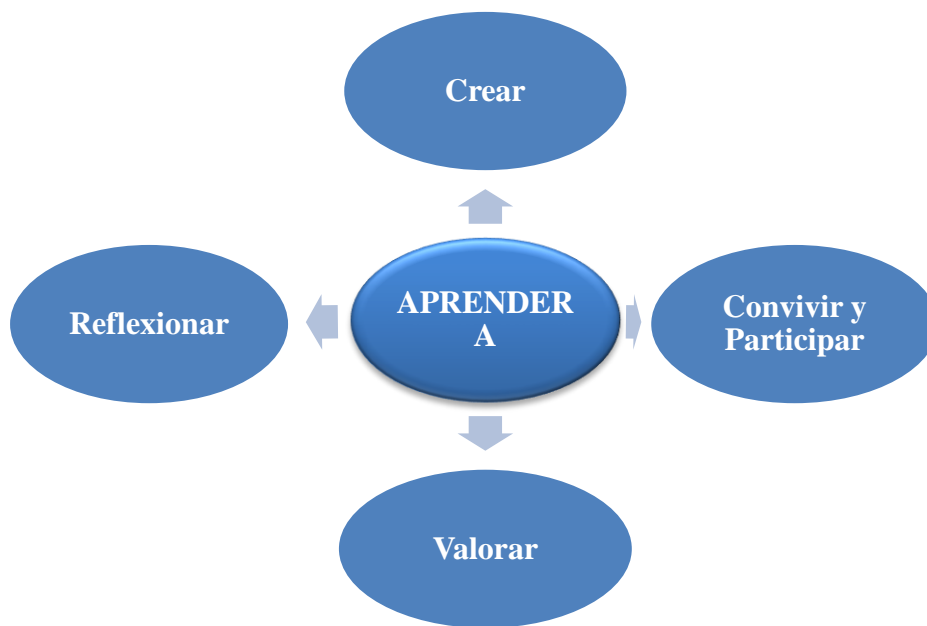 Crear
Reflexionar
APRENDER
A
Convivir y
Participar
Valorar